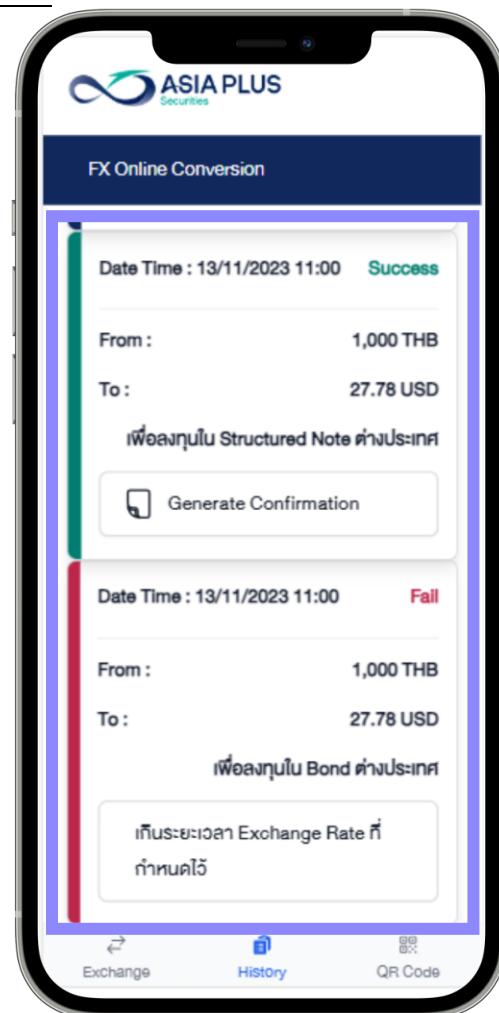 ASIA PLUS
Securities
FX Online Conversion
Date Time : 13/11/2023 11:00 Success
From : 1,000 THB
To : 27.78 USD
เพื่อลงทุนใน Structured Note ต่างประเทศ
Generate Confirmation
Date Time : 13/11/2023 11:00 Fail
From : 1,000 THB
To : 27.78 USD
เพื่อลงทุนใน Bond ต่างประเทศ
เกินระยะเวลา Exchange Rate ที่
กำหนดไว้
Exchange History QR Code